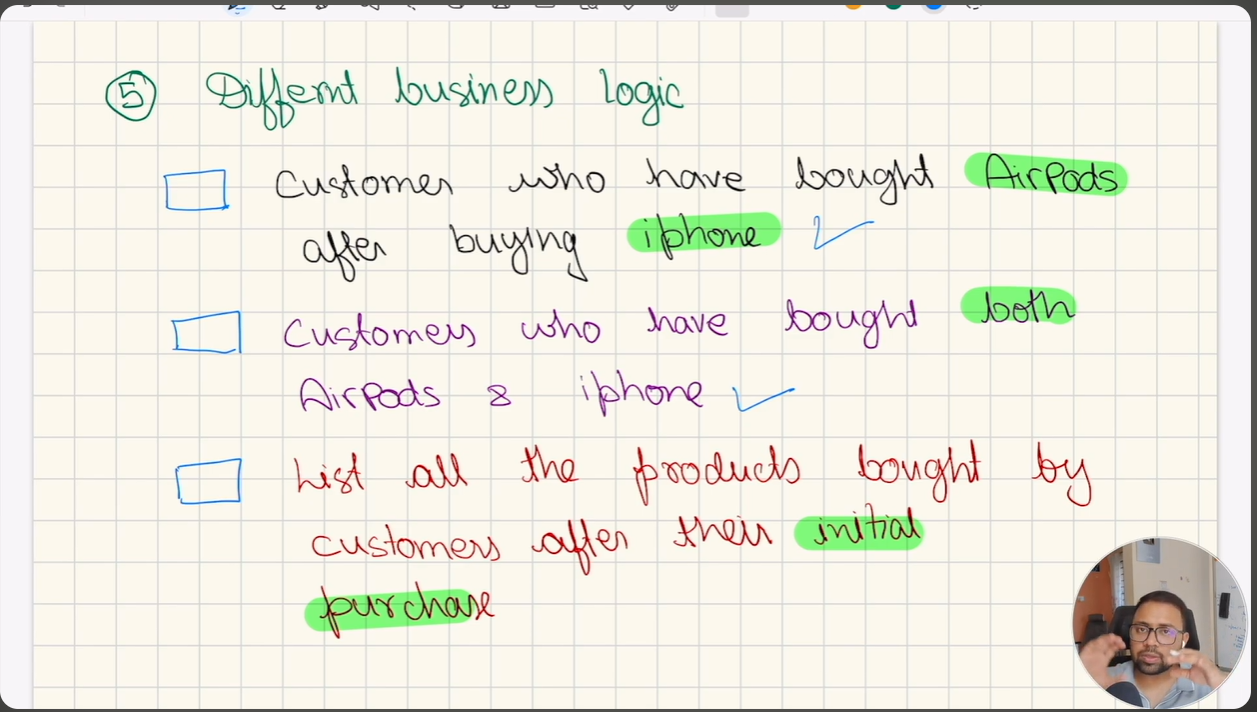 5 Differnt business logic
Customer who have bought AirPods
after buying iphone
Customers who have bought both
AirPods & iphone
List all the products bought by
customers after their initial
purchase